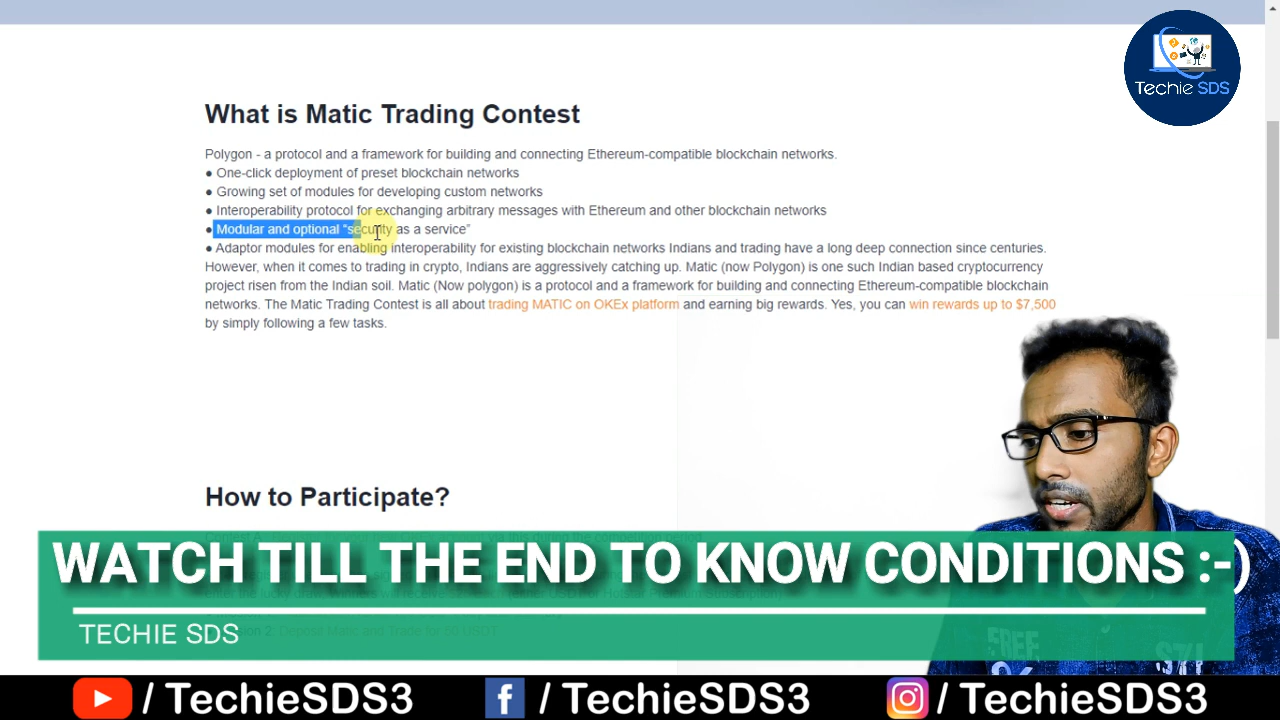 Techie SDS
What is Matic Trading Contest
Polygon - a protocol and a framework for building and connecting Ethereum-compatible blockchain networks.
● One-click deployment of preset blockchain networks
● Growing set of modules for developing custom networks
● Interoperability protocol for exchanging arbitrary messages with Ethereum and other blockchain networks
● Modular and optional “security as a service”
● Adaptor modules for enabling interoperability for existing blockchain networks Indians and trading have a long deep connection since centuries.
However, when it comes to trading in crypto, Indians are aggressively catching up. Matic (now Polygon) is one such Indian based cryptocurrency
project risen from the Indian soil. Matic (Now polygon) is a protocol and a framework for building and connecting Ethereum-compatible blockchain
networks. The Matic Trading Contest is all about trading MATIC on OKEx platform and earning big rewards. Yes, you can win rewards up to $7,500
by simply following a few tasks.
How to Participate?
WATCH TILL THE END TO KNOW CONDITIONS :-)
TECHIE SDS
/ TechieSDS3 / TechieSDS3 / TechieSDS3